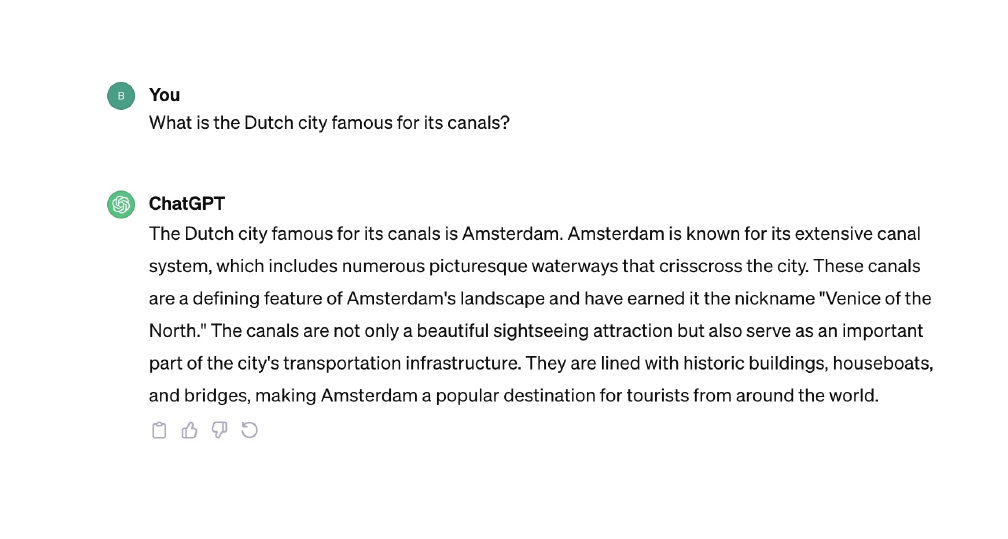 B
You
What is the Dutch city famous for its canals?
ChatGPT
The Dutch city famous for its canals is Amsterdam. Amsterdam is known for its extensive canal
system, which includes numerous picturesque waterways that crisscross the city. These canals
are a defining feature of Amsterdam's landscape and have earned it the nickname "Venice of the
North." The canals are not only a beautiful sightseeing attraction but also serve as an important
part of the city's transportation infrastructure. They are lined with historic buildings, houseboats,
and bridges, making Amsterdam a popular destination for tourists from around the world.